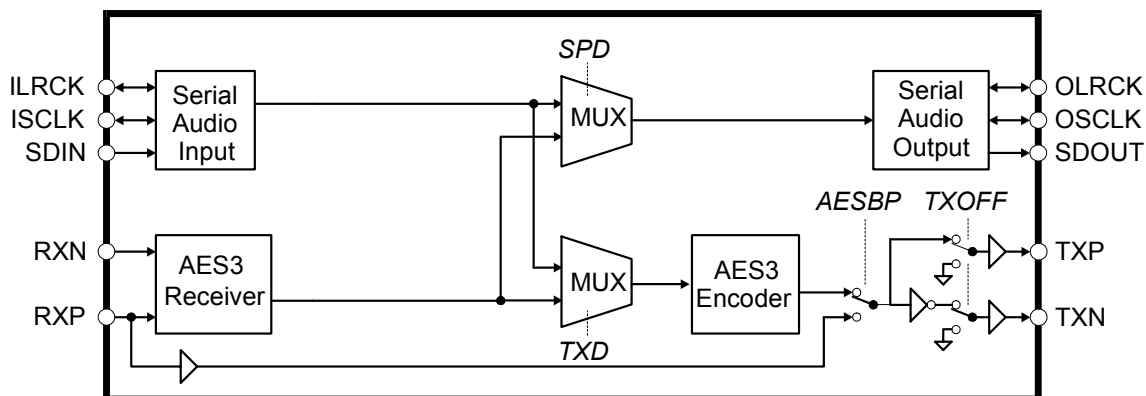 SPD
ILRCK
ISCLK
SDIN
Serial
Audio
Input
MUX
Serial
Audio
Output
OLRCK
OSCLK
SDOUT
AESBP
TXOFF
RXN
RXP
AES3
Receiver
MUX
TXD
AES3
Encoder
TXP
TXN